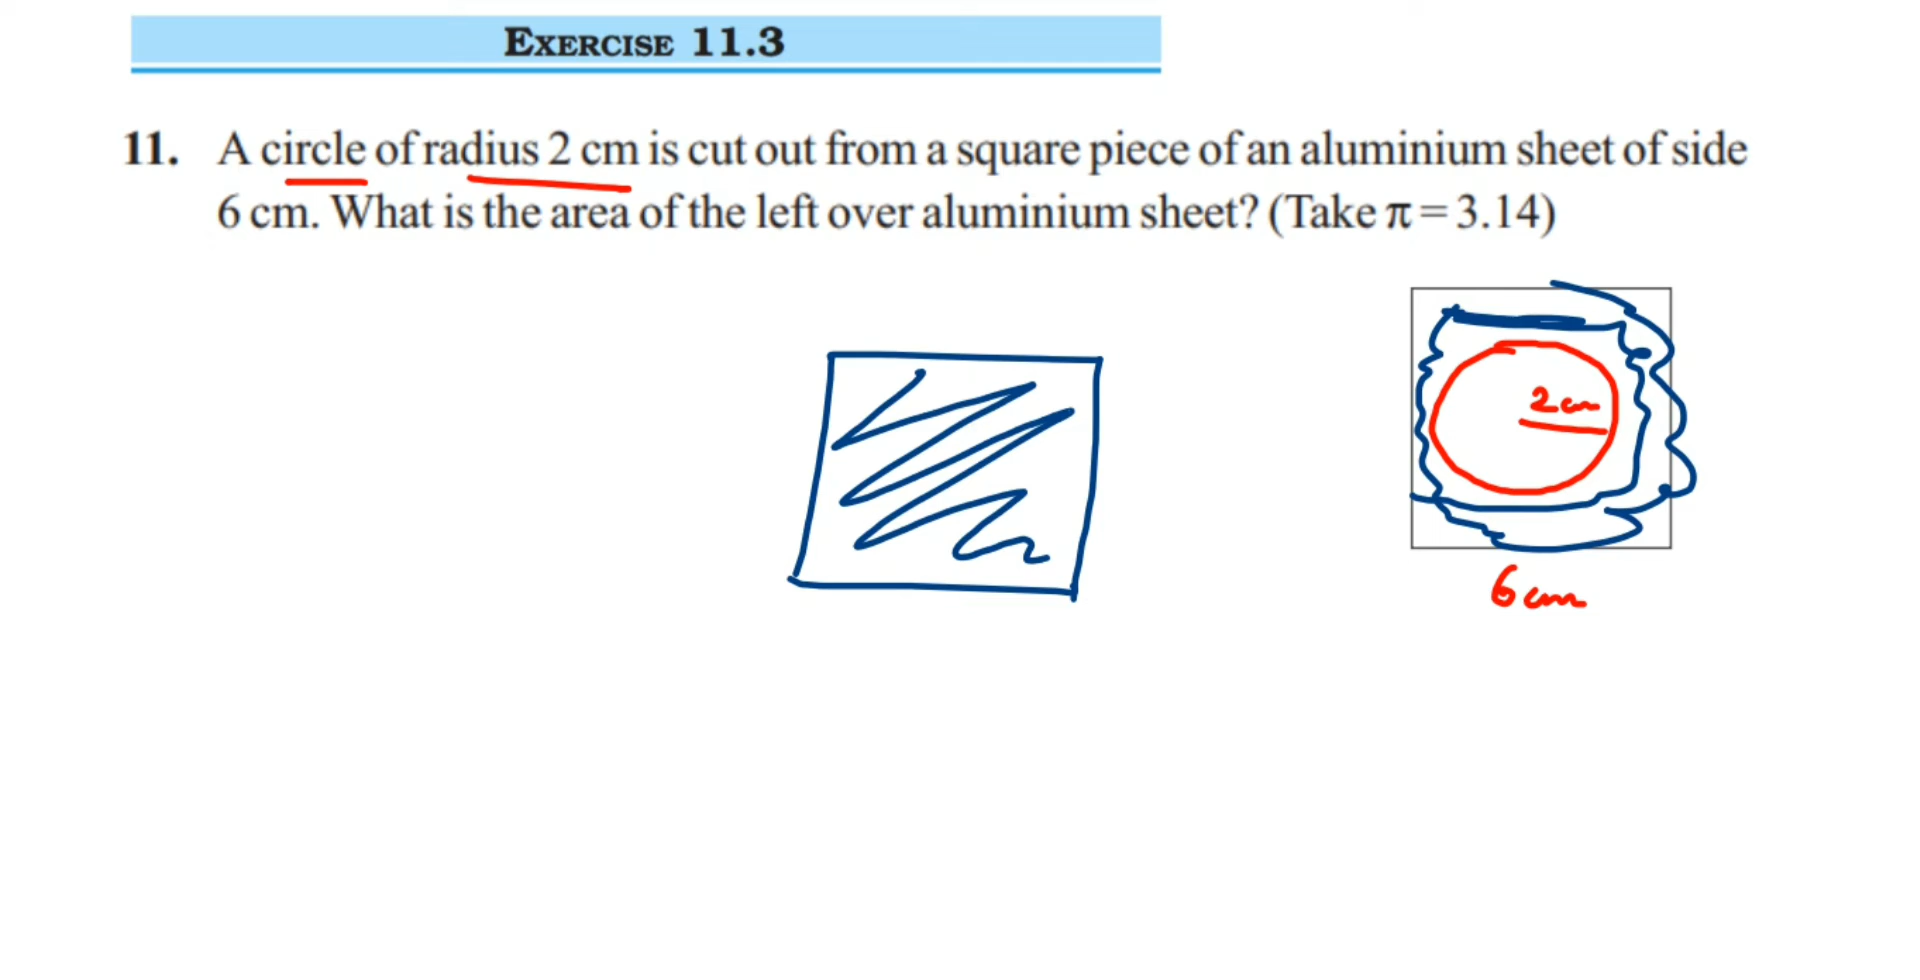 EXERCISE 11.3
11. A circle of radius 2 cm is cut out from a square piece of an aluminium sheet of side
6 cm. What is the area of the left over aluminium sheet? (Take π = 3.14)
2cm
6cm